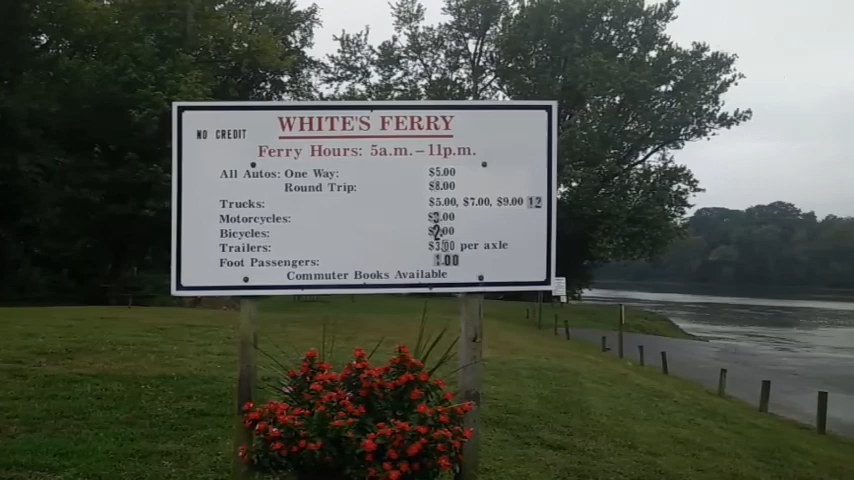 NO CREDIT WHITE'S FERRY
Ferry Hours: 5a.m.–11p.m.
All Autos: One Way: $5.00
Round Trip: $8.00
Trucks: $5.00, $7.00, $9.00 12
Motorcycles: $3.00
Bicycles: 2.00
Trailers: $3.00 per axle
Foot Passengers: 1.00
Commuter Books Available